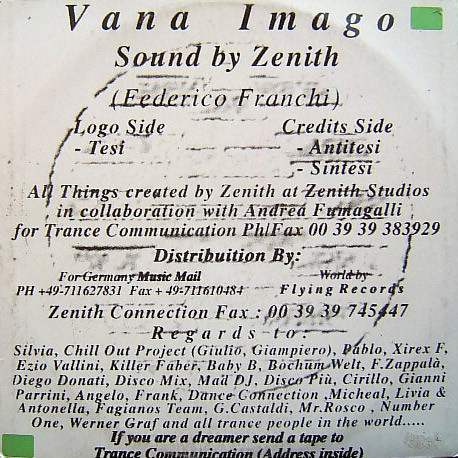 Vana Imago
Sound by Zenith
(Federico Franchi)
Logo Side Credits Side
- Tesi - Antitesi
- Sintesi
All Things created by Zenith at Zenith Studios
in collaboration with Andrea Fumagalli
for Trance Communication Ph/Fax 00 39 39 383929
Distribuition By:
For Germany Music Mail World by
PH +49-711627831 Fax + 49-711610484 Flying Records
Zenith Connection Fax : 00 39 39 745447
Regards to:
Silvia, Chill Out Project (Giulio, Giampiero), Pablo, Xirex F,
Ezio Vallini, Killer Faber, Baby B, Bochum Welt, F.Zappalà,
Diego Donati, Disco Mix, Mad DJ, Disco Più, Cirillo, Gianni
Parrini, Angelo, Frank, Dance Connection ,Micheal, Livia &
Antonella, Fagianos Team, G.Castaldi, Mr.Rosco , Number
One, Werner Graf and all trance people in the world.....
If you are a dreamer send a tape to
Trance Communication (Address inside)